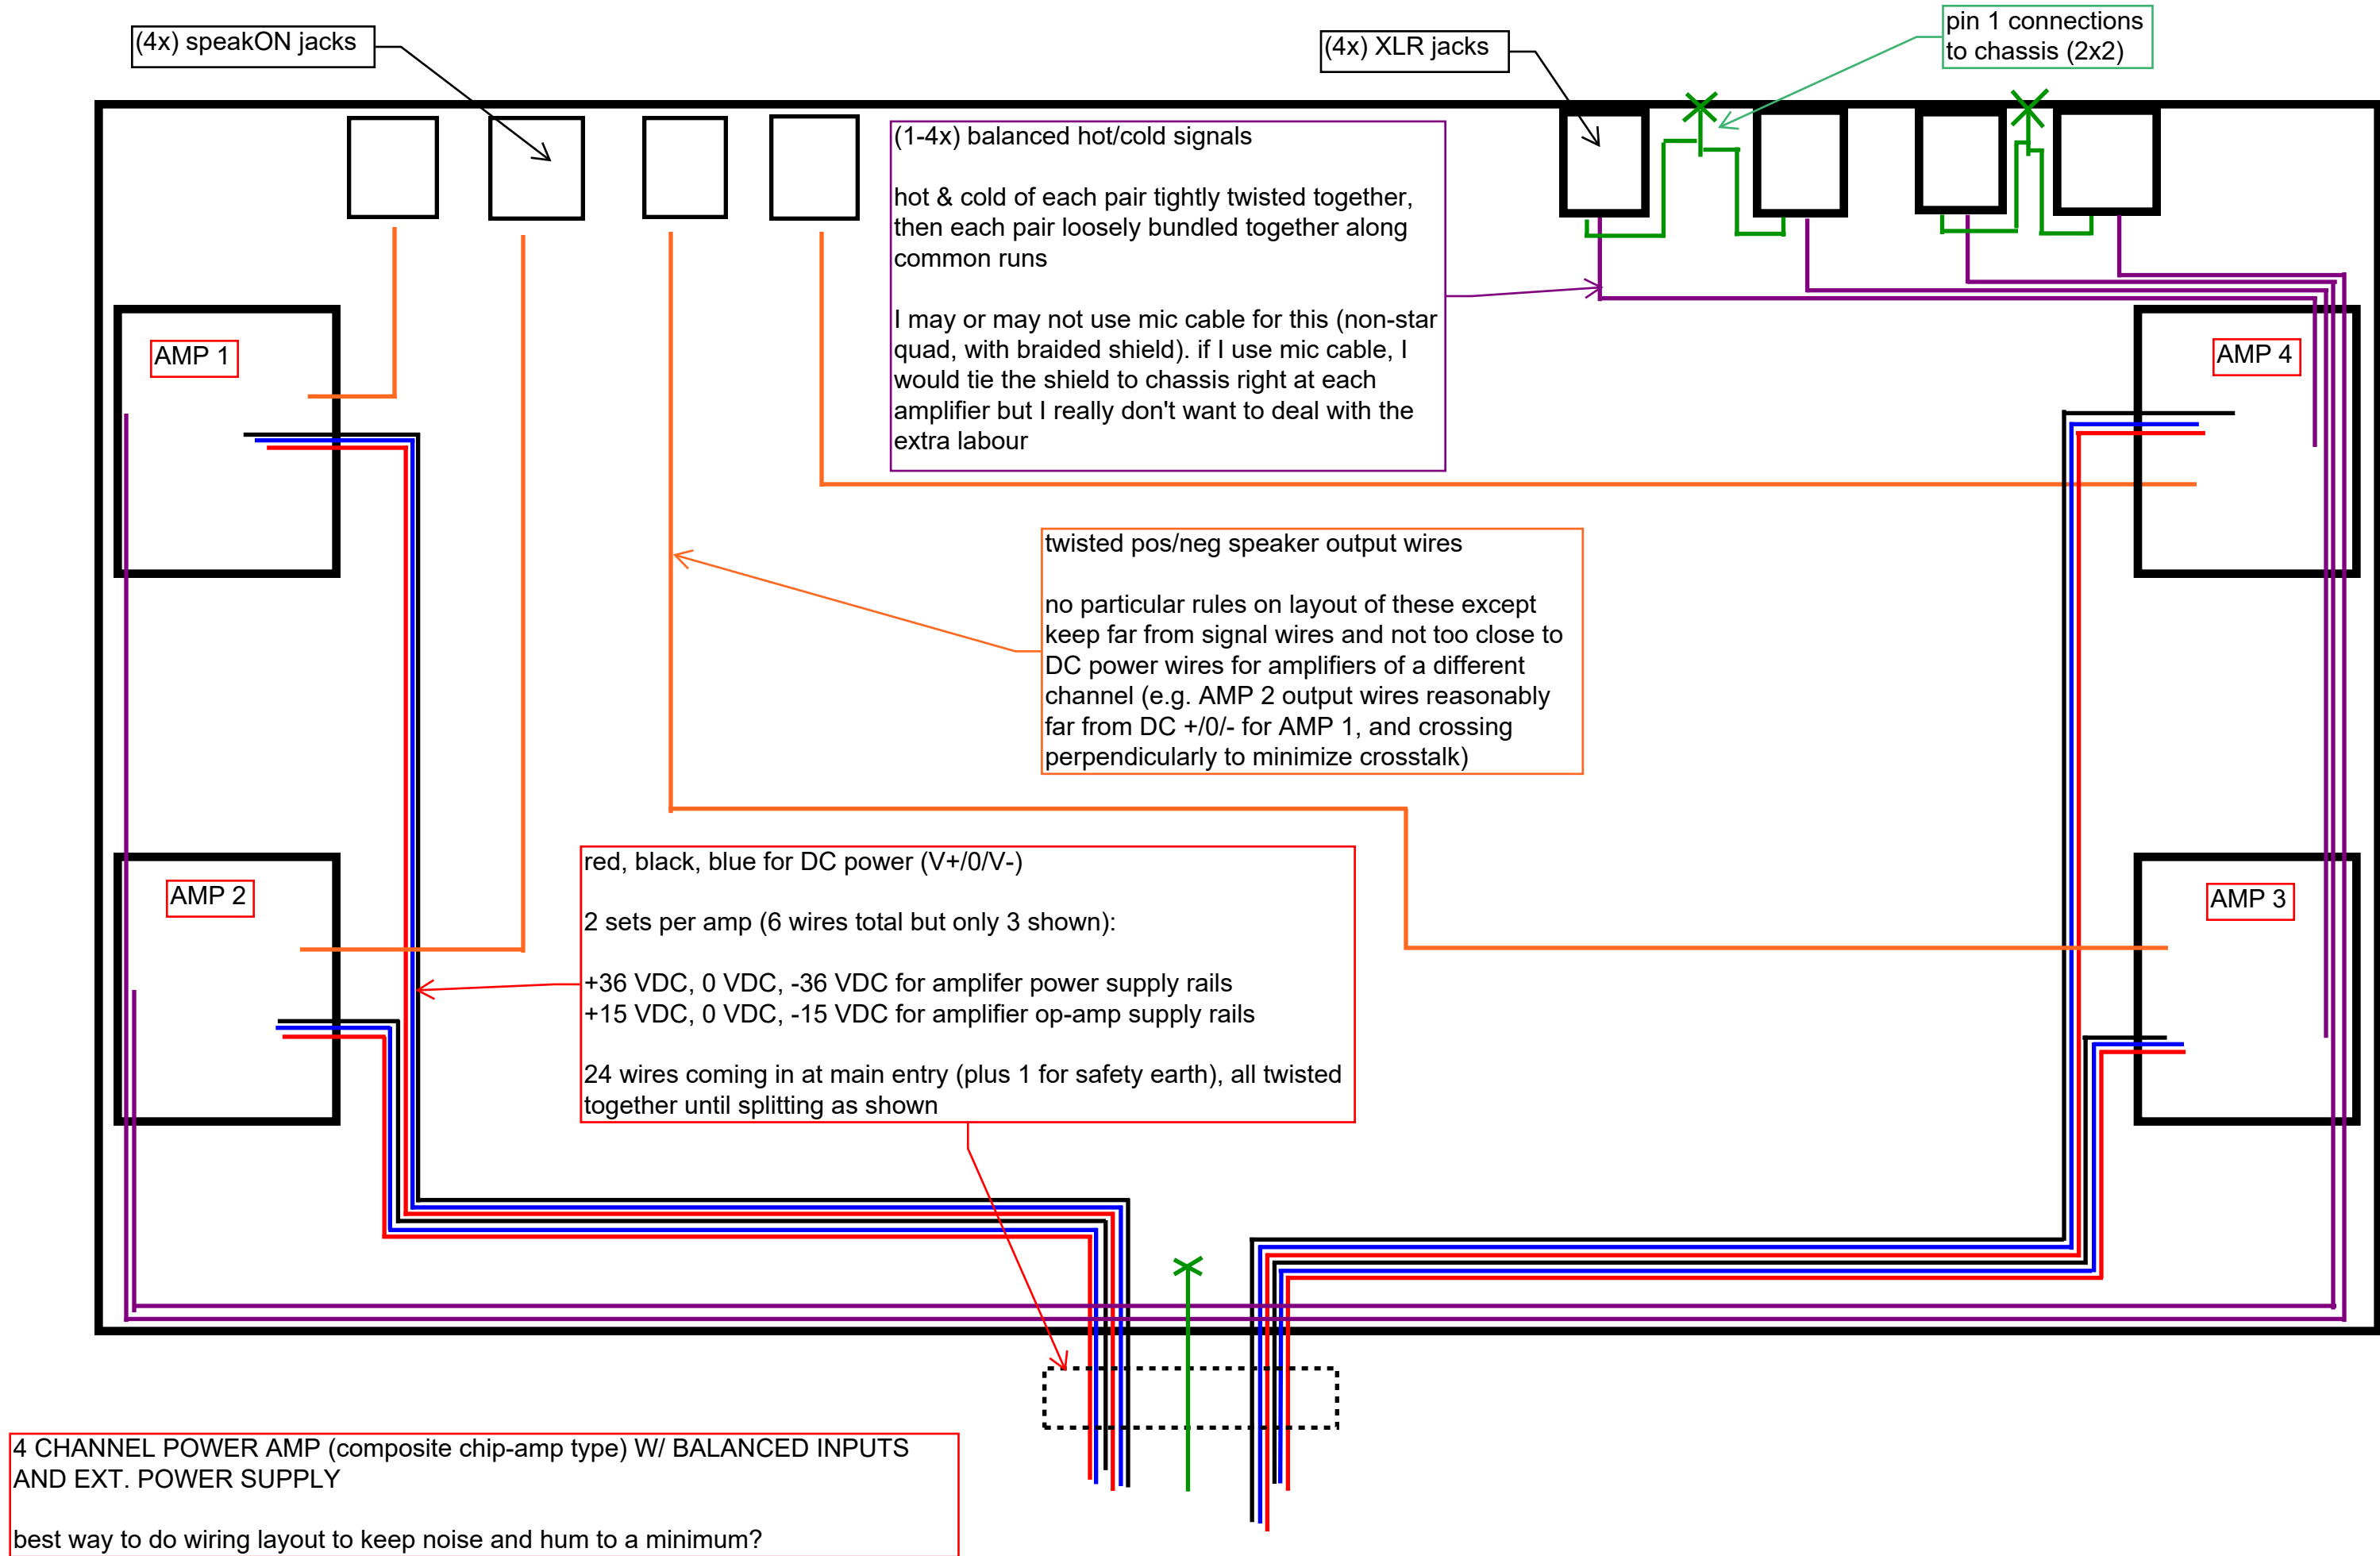 (4x) speakON jacks
(4x) XLR jacks
pin 1 connections
to chassis (2x2)
(1-4x) balanced hot/cold signals
hot & cold of each pair tightly twisted together,
then each pair loosely bundled together along
common runs
I may or may not use mic cable for this (non-star
quad, with braided shield). if I use mic cable, I
would tie the shield to chassis right at each
amplifier but I really don't want to deal with the
extra labour
AMP 1
AMP 4
twisted pos/neg speaker output wires
no particular rules on layout of these except
keep far from signal wires and not too close to
DC power wires for amplifiers of a different
channel (e.g. AMP 2 output wires reasonably
far from DC +/0/- for AMP 1, and crossing
perpendicularly to minimize crosstalk)
AMP 2
AMP 3
red, black, blue for DC power (V+/0/V-)
2 sets per amp (6 wires total but only 3 shown):
+36 VDC, 0 VDC, -36 VDC for amplifer power supply rails
+15 VDC, 0 VDC, -15 VDC for amplifier op-amp supply rails
24 wires coming in at main entry (plus 1 for safety earth), all twisted
together until splitting as shown
4 CHANNEL POWER AMP (composite chip-amp type) W/ BALANCED INPUTS
AND EXT. POWER SUPPLY
best way to do wiring layout to keep noise and hum to a minimum?